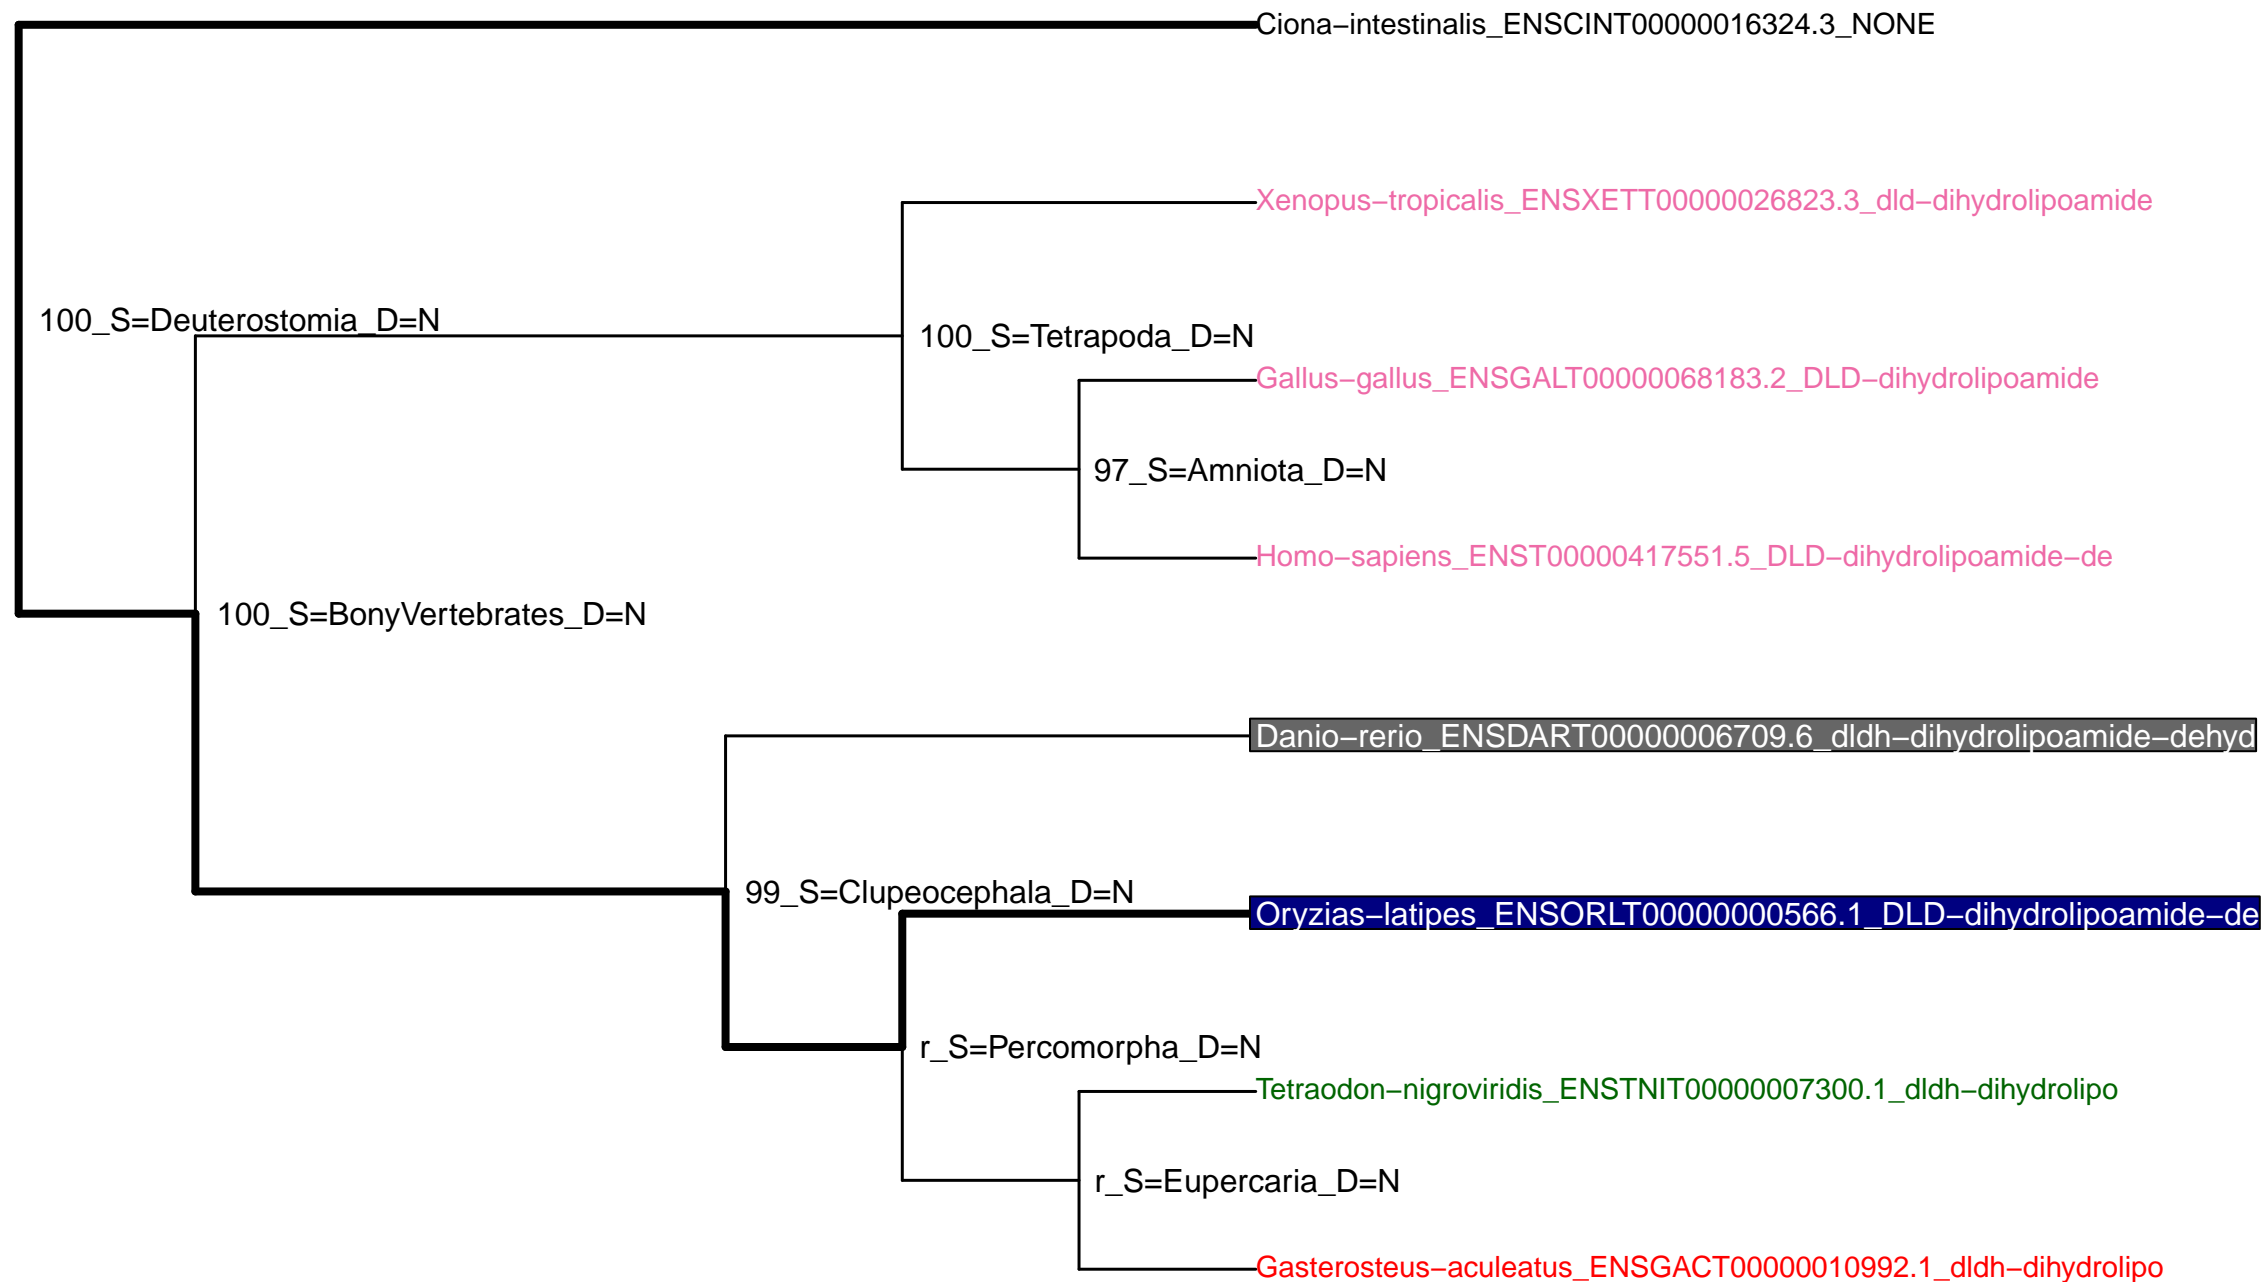 Ciona−intestinalis_ENSCINT00000016324.3_NONE
Xenopus−tropicalis_ENSXETT00000026823.3_dld−dihydrolipoamide
100_S=Deuterostomia_D=N
100_S=Tetrapoda_D=N
Gallus−gallus_ENSGALT00000068183.2_DLD−dihydrolipoamide
97_S=Amniota_D=N
Homo−sapiens_ENST00000417551.5_DLD−dihydrolipoamide−de
100_S=BonyVertebrates_D=N
Danio−rerio_ENSDART00000006709.6_dldh−dihydrolipoamide−dehyd
99_S=Clupeocephala_D=N
Oryzias−latipes_ENSORLT00000000566.1_DLD−dihydrolipoamide−de
r_S=Percomorpha_D=N
Tetraodon−nigroviridis_ENSTNIT00000007300.1_dldh−dihydrolipo
r_S=Eupercaria_D=N
Gasterosteus−aculeatus_ENSGACT00000010992.1_dldh−dihydrolipo